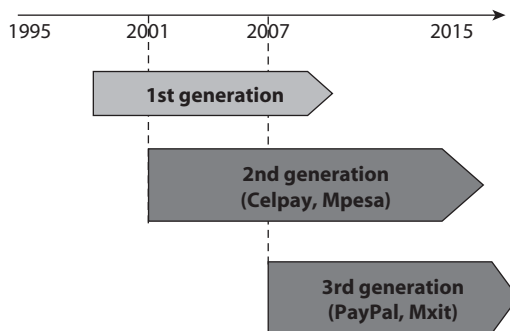 1995 2001 2007 2015
1st generation
2nd generation
(Celpay, Mpesa)
3rd generation
(PayPal, Mxit)